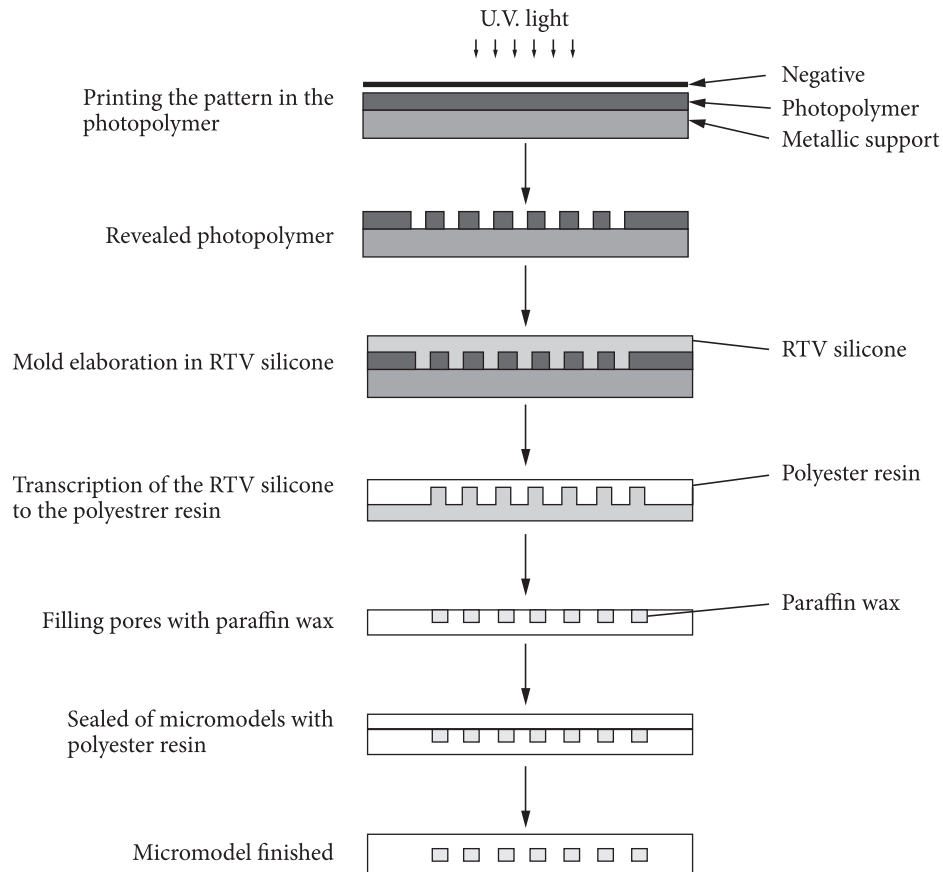 U.V. light
Negative
Printing the pattern in the
photopolymer
Photopolymer
Metallic support
Revealed photopolymer
Mold elaboration in RTV silicone
RTV silicone
Transcription of the RTV silicone
to the polyestrer resin
Polyester resin
Filling pores with paraffin wax
Paraffin wax
Sealed of micromodels with
polyester resin
Micromodel finished